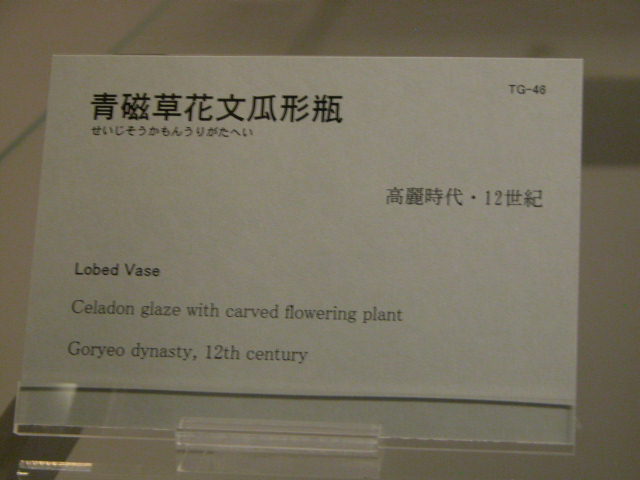 TG-46
青磁草花文瓜形瓶
せいじそうかもんうりがたへい
高麗時代・12世紀
Lobed Vase
Celadon glaze with carved flowering plant
Goryeo dynasty, 12th century